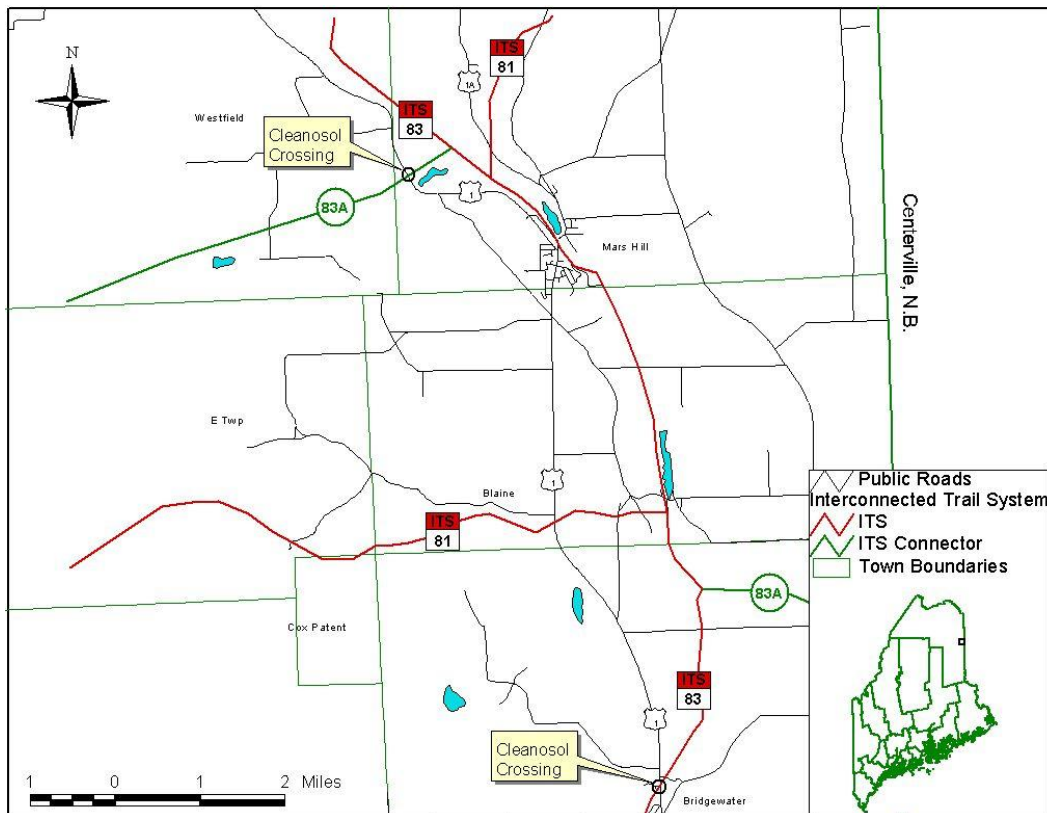 N
ITS
81
1A
Westfield
ITS
83
Cleanosol
Crossing
83A
1
Mars Hill
Centerville, N.B.
E Twp
Blaine
1
ITS
81
Public Roads
Interconnected Trail System
ITS
ITS Connector
Town Boundaries
83A
Cox Patent
ITS
83
1
Cleanosol
Crossing
1 0 1 2 Miles
Bridgewater